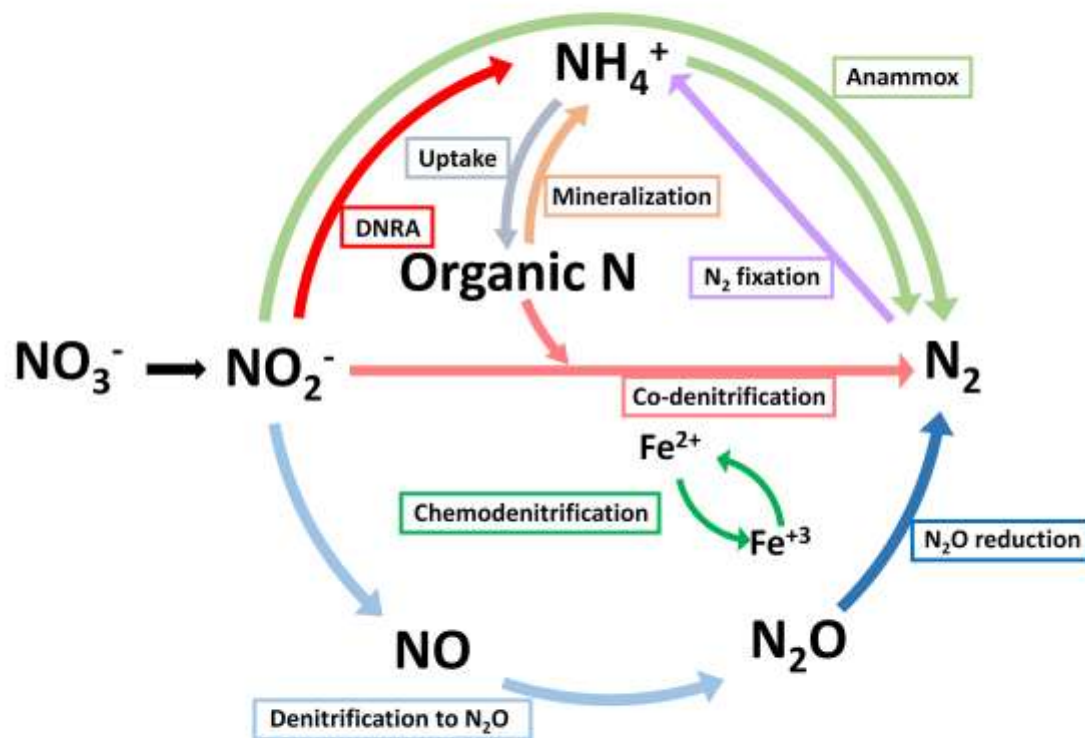 NH₄⁺
Anammox
Uptake
Mineralization
DNRA
Organic N
N₂ fixation
NO₃⁻
NO₂⁻
N₂
Co-denitrification
Fe²⁺
Chemodenitrification
Fe⁺³
N₂O reduction
NO
N₂O
Denitrification to N₂O